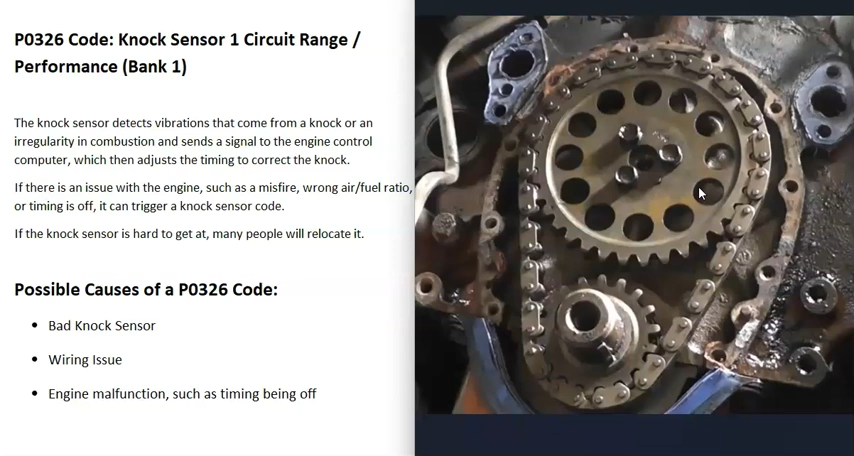 P0326 Code: Knock Sensor 1 Circuit Range /
Performance (Bank 1)
The knock sensor detects vibrations that come from a knock or an
irregularity in combustion and sends a signal to the engine control
computer, which then adjusts the timing to correct the knock.
If there is an issue with the engine, such as a misfire, wrong air/fuel ratio,
or timing is off, it can trigger a knock sensor code.
If the knock sensor is hard to get at, many people will relocate it.
Possible Causes of a P0326 Code:
• Bad Knock Sensor
• Wiring Issue
• Engine malfunction, such as timing being off